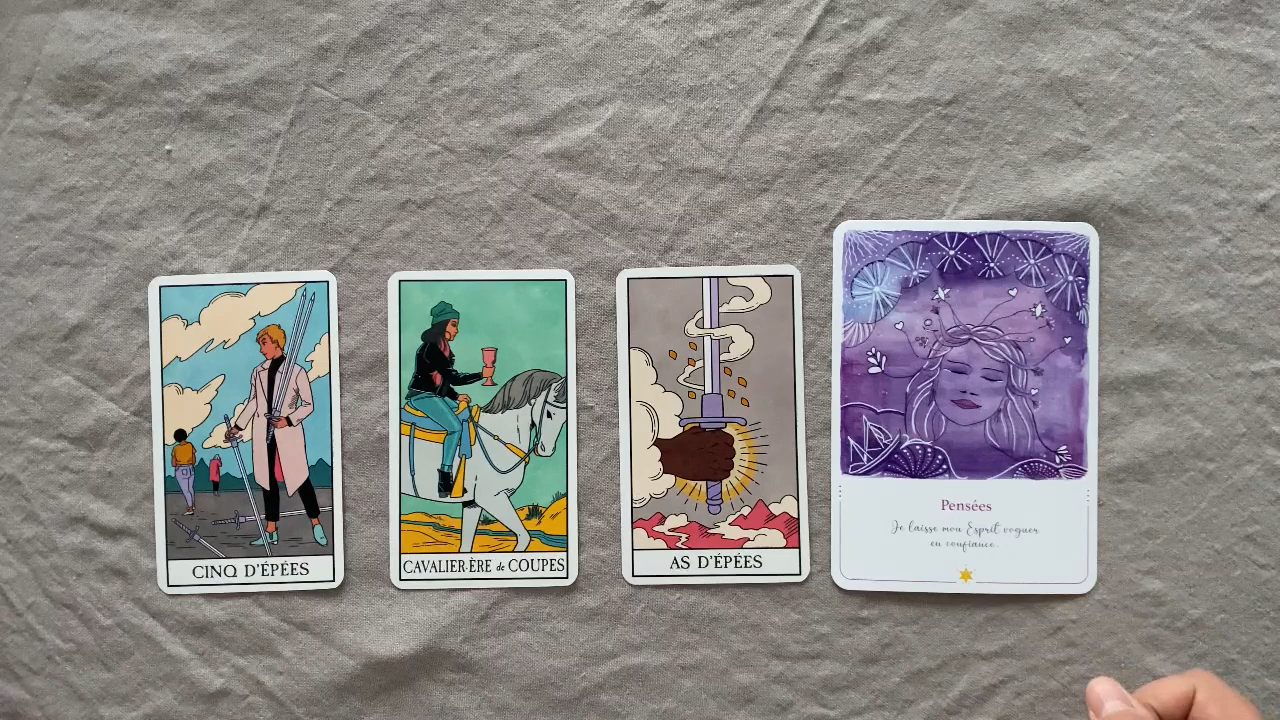 CINQ D'ÉPÉES
CAVALIER·ÈRE de COUPES
AS D'ÉPÉES
Pensées
Je laisse mon Esprit voguer
en confiance.